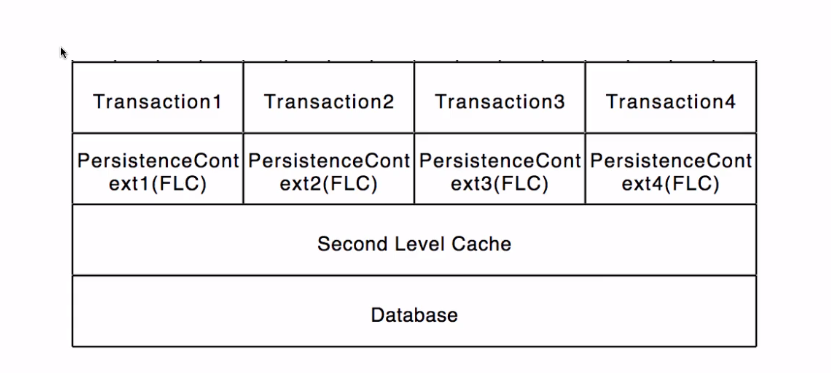 Transaction1 Transaction2 Transaction3 Transaction4
PersistenceCont PersistenceCont PersistenceCont PersistenceCont
ext1(FLC) ext2(FLC) ext3(FLC) ext4(FLC)
Second Level Cache
Database